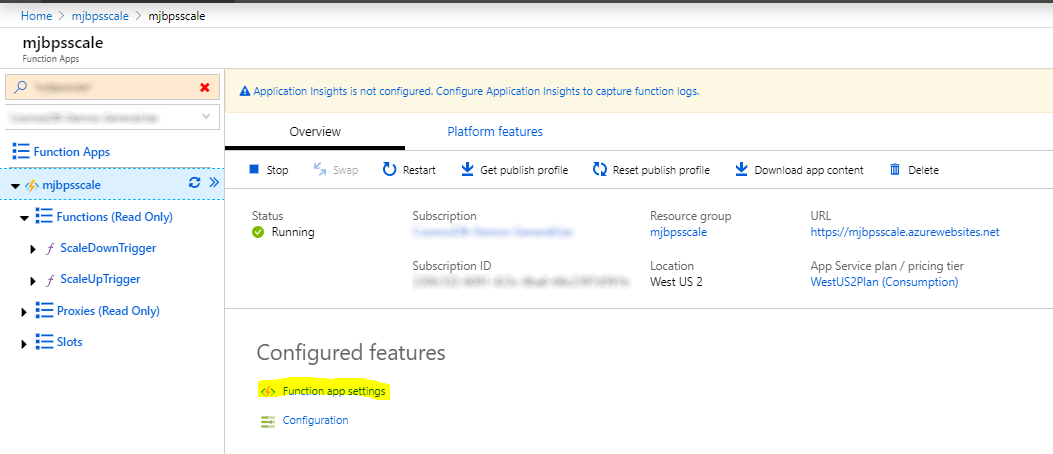 Home > mjbpsscale > mjbpsscale
mjbpsscale
Function Apps
Application Insights is not configured. Configure Application Insights to capture function logs.
Overview
Platform features
Function Apps
Stop
Swap
Restart
Get publish profile
Reset publish profile
Download app content
Delete
mjbpsscale
Functions (Read Only)
ScaleDownTrigger
ScaleUpTrigger
Proxies (Read Only)
Slots
Status
Running
Subscription
Resource group
mjbpsscale
URL
https://mjbpsscale.azurewebsites.net
Subscription ID
Location
West US 2
App Service plan / pricing tier
WestUS2Plan (Consumption)
Configured features
Function app settings
Configuration